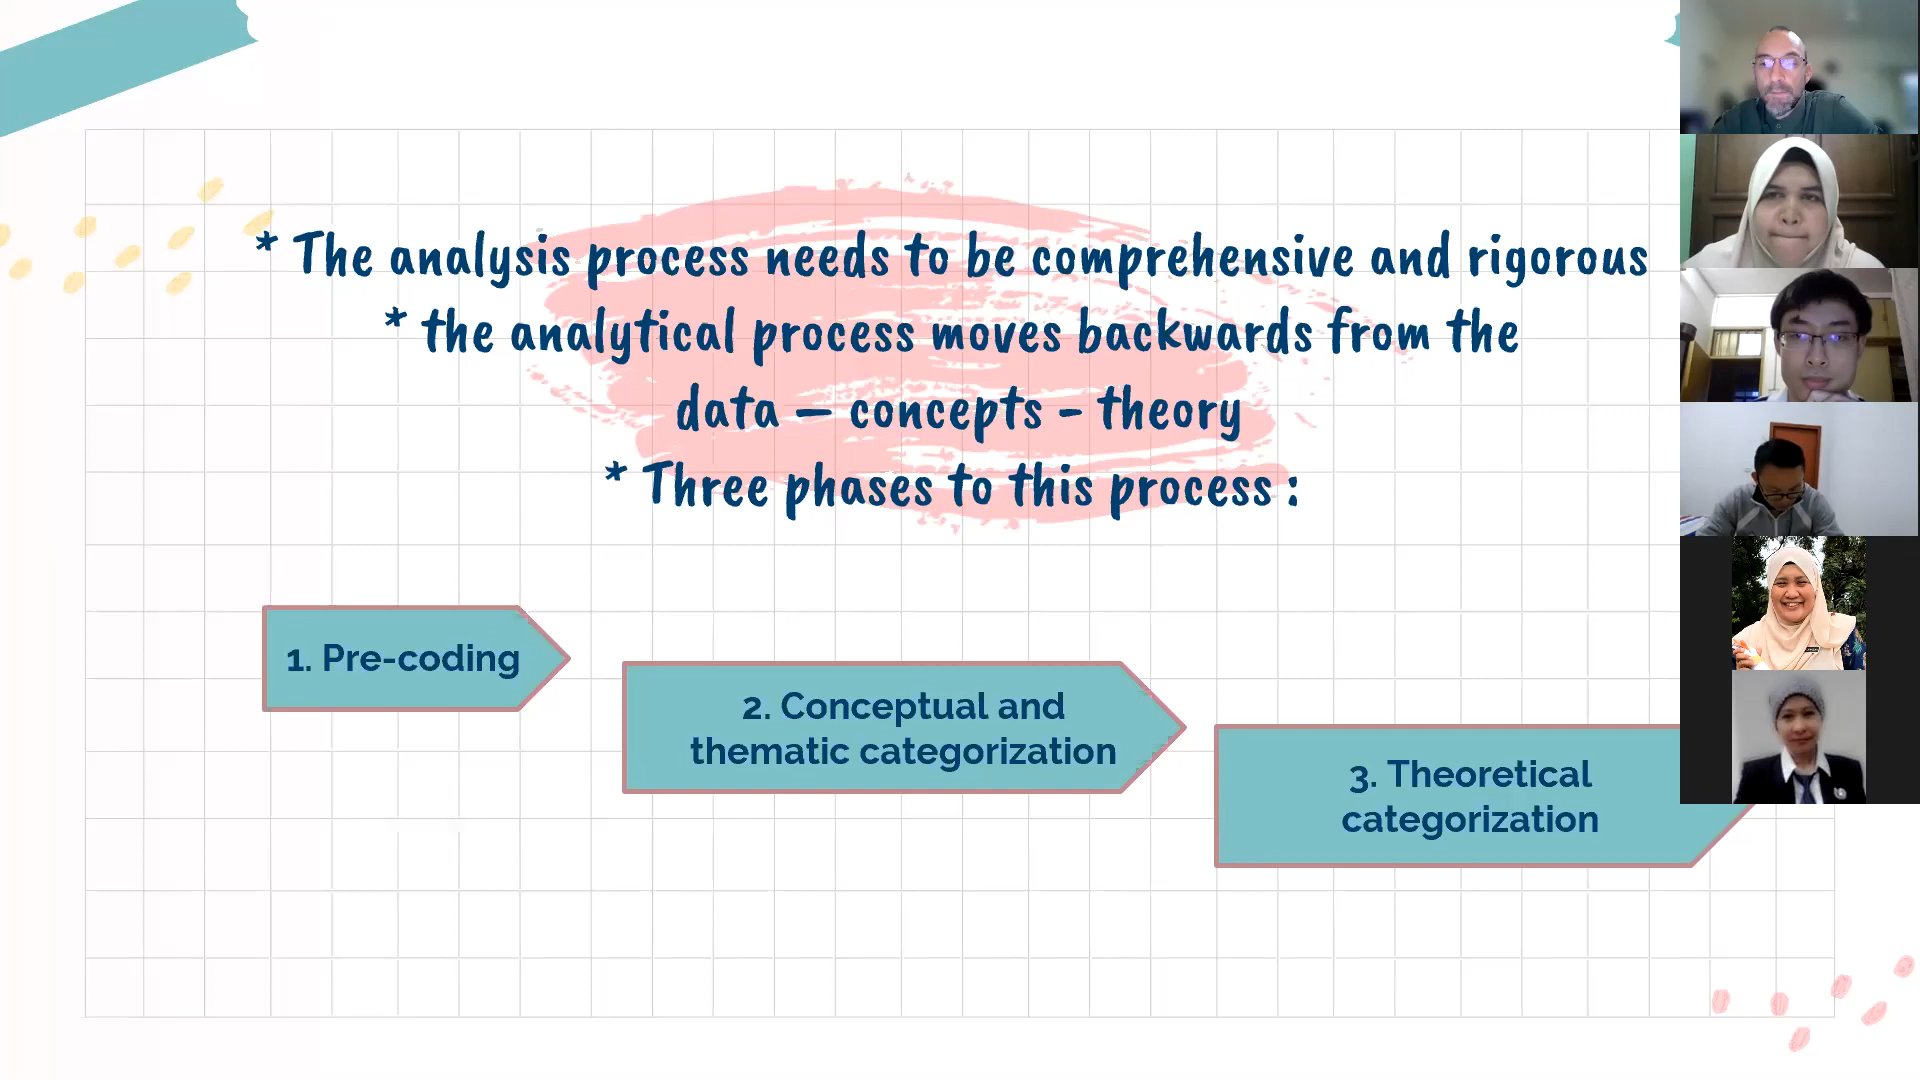 * The analysis process needs to be comprehensive and rigorous
* the analytical process moves backwards from the
data – concepts - theory
* Three phases to this process :
1. Pre-coding
2. Conceptual and
thematic categorization
3. Theoretical
categorization